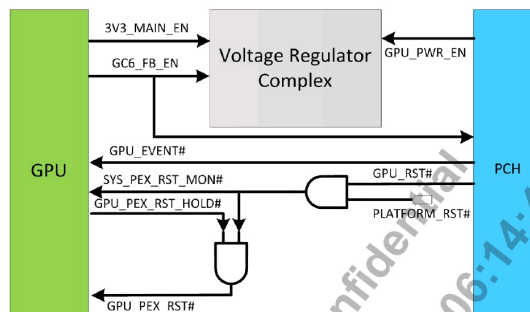 3V3_MAIN_EN
Voltage Regulator
Complex
GPU_PWR_EN
GC6_FB_EN
GPU
GPU_EVENT#
PCH
SYS_PEX_RST_MON#
GPU_RST#
GPU_PEX_RST_HOLD#
PLATFORM_RST#
GPU_PEX_RST#